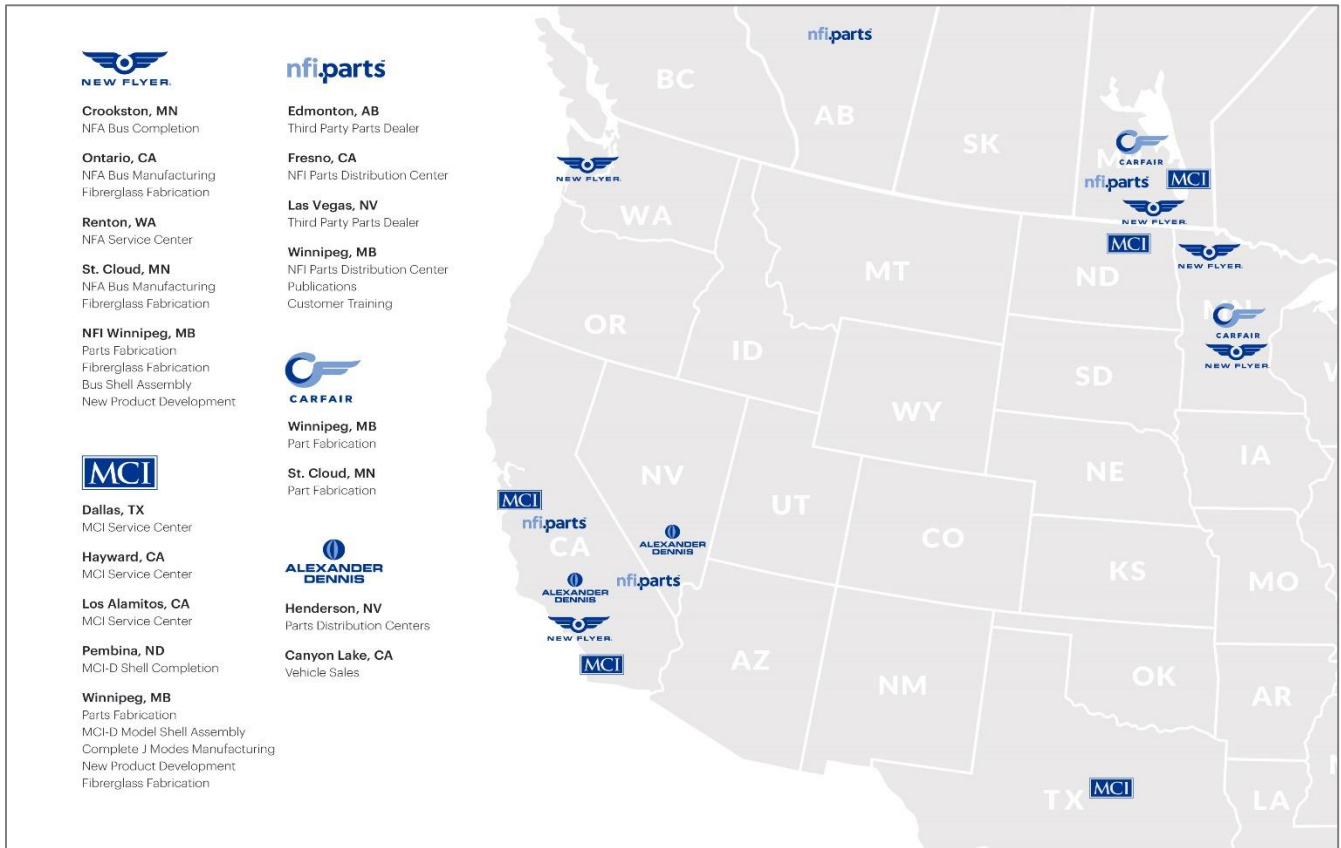 NEW FLYER
Crookston, MN
NFA Bus Completion
Ontario, CA
NFA Bus Manufacturing
Fibrerglass Fabrication
Renton, WA
NFA Service Center
St. Cloud, MN
NFA Bus Manufacturing
Fibrerglass Fabrication
NFI Winnipeg, MB
Parts Fabrication
Fibrerglass Fabrication
Bus Shell Assembly
New Product Development
MCI
Dallas, TX
MCI Service Center
Hayward, CA
MCI Service Center
Los Alamitos, CA
MCI Service Center
Pembina, ND
MCI-D Shell Completion
Winnipeg, MB
Parts Fabrication
MCI-D Model Shell Assembly
Complete J Modes Manufacturing
New Product Development
Fibrerglass Fabrication
nfi.parts
Edmonton, AB
Third Party Parts Dealer
Fresno, CA
NFI Parts Distribution Center
Las Vegas, NV
Third Party Parts Dealer
Winnipeg, MB
NFI Parts Distribution Center
Publications
Customer Training
CARFAIR
Winnipeg, MB
Part Fabrication
St. Cloud, MN
Part Fabrication
ALEXANDER
DENNIS
Henderson, NV
Parts Distribution Centers
Canyon Lake, CA
Vehicle Sales
nfi.parts
BC
AB
SK
CARFAIR
nfi.parts
MCI
NEW FLYER
NEW FLYER
WA
MCI
NEW FLYER
MT
ND
MN
CARFAIR
NEW FLYER
OR
ID
SD
WY
NE
IA
NV
UT
MCI
nfi.parts
CA
ALEXANDER
DENNIS
CO
KS
MO
ALEXANDER
DENNIS
nfi.parts
NEW FLYER
MCI
AZ
NM
OK
AR
TX
MCI
LA